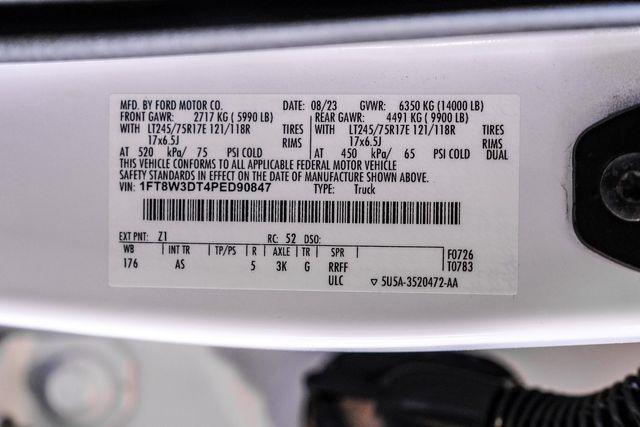 MFD. BY FORD MOTOR CO. DATE: 08/23 GVWR: 6350 KG (14000 LB)
FRONT GAWR: 2717 KG (5990 LB) REAR GAWR: 4491 KG (9900 LB)
WITH LT245/75R17E 121/118R TIRES WITH LT245/75R17E 121/118R TIRES
17x6.5J RIMS 17x6.5J RIMS
AT 520 kPa/ 75 PSI COLD AT 450 kPa/ 65 PSI COLD DUAL
THIS VEHICLE CONFORMS TO ALL APPLICABLE FEDERAL MOTOR VEHICLE
SAFETY STANDARDS IN EFFECT ON THE DATE OF MANUFACTURE SHOWN ABOVE.
VIN: 1FT8W3DT4PED90847 TYPE: Truck
EXT PNT: Z1 RC: 52 DSO:
WB INT TR TP/PS R AXLE TR SPR F0726
176 AS 5 3K G RRFF T0783
ULC ▽ 5U5A-3520472-AA